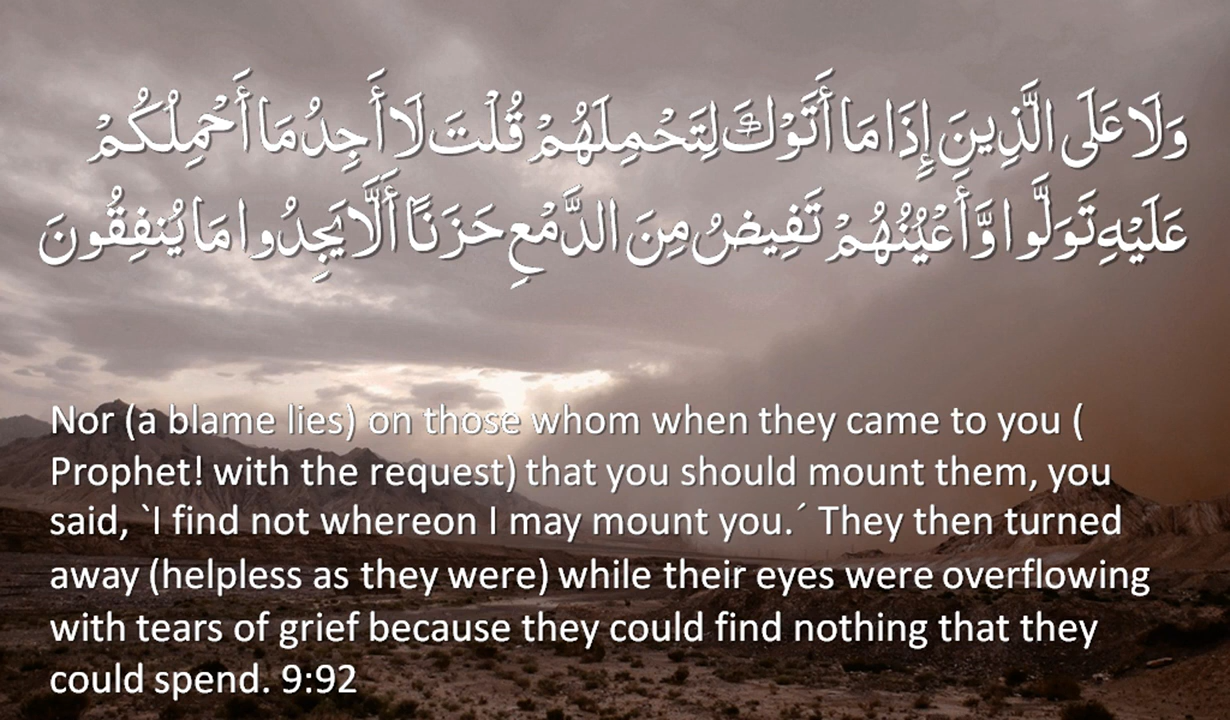 وَلَا عَلَى الَّذِينَ إِذَا مَا أَتَوْكَ لِتَحْمِلَهُمْ قُلْتَ لَا أَجِدُ مَا أَحْمِلُكُمْ
عَلَيْهِ تَوَلَّوا وَّأَعْيُنُهُمْ تَفِيضُ مِنَ الدَّمْعِ حَزَنًا أَلَّا يَجِدُوا مَا يُنفِقُونَ
Nor (a blame lies) on those whom when they came to you (
Prophet! with the request) that you should mount them, you
said, `I find not whereon I may mount you.´ They then turned
away (helpless as they were) while their eyes were overflowing
with tears of grief because they could find nothing that they
could spend. 9:92